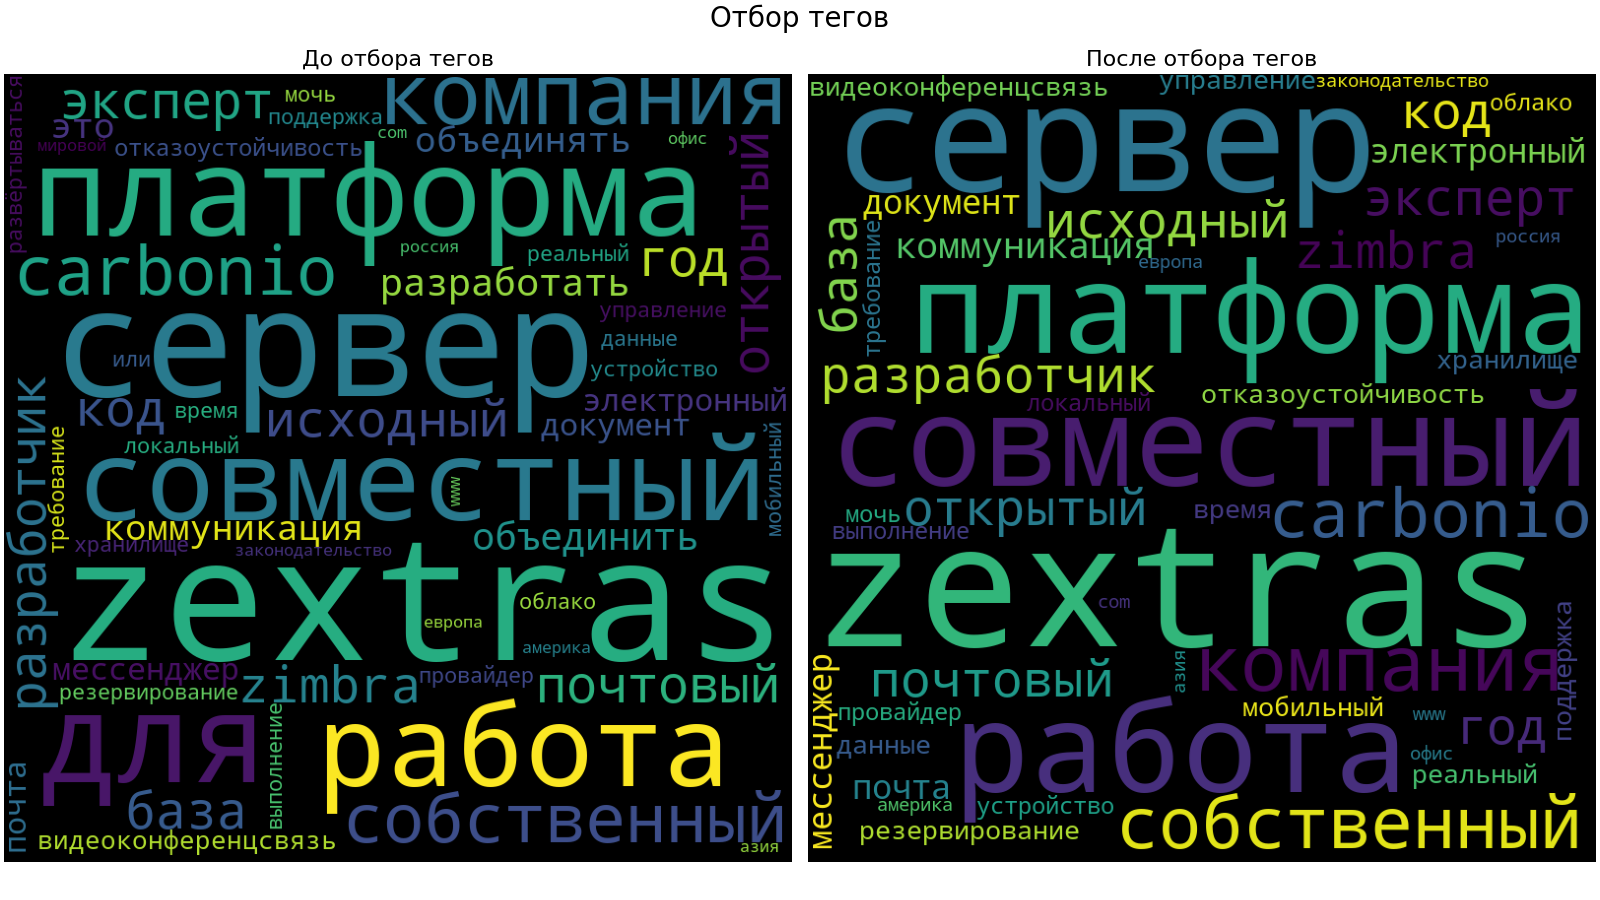 Отбор тегов
До отбора тегов
эксперт
мочь
компания
развёртываться
это
поддержка
com
объединять
офис
мировой
отказоустойчивость
открытый
платформа
carbonio
россия
реальный
год
разработать
управление
сервер
данные
или
устройство
код
время
исходный
электронный
документ
разработчик
локальный
требование
совместный
www
мобильный
коммуникация
объединить
хранилище
законодательство
zextras
облако
европа
америка
мессенджер
провайдер
резервирование
zimbra
почтовый
для
выполнение
работа
почта
база
собственный
видеоконференцсвязь
азия
После отбора тегов
видеоконференцсвязь
управление
законодательство
сервер
код
облако
электронный
документ
эксперт
исходный
база
требование
коммуникация
zimbra
россия
европа
платформа
хранилище
разработчик
отказоустойчивость
локальный
совместный
мочь
открытый
время
carbonio
выполнение
zextras
com
поддержка
мессенджер
почтовый
азия
компания
провайдер
мобильный
www
год
данные
работа
офис
почта
реальный
америка
устройство
резервирование
собственный